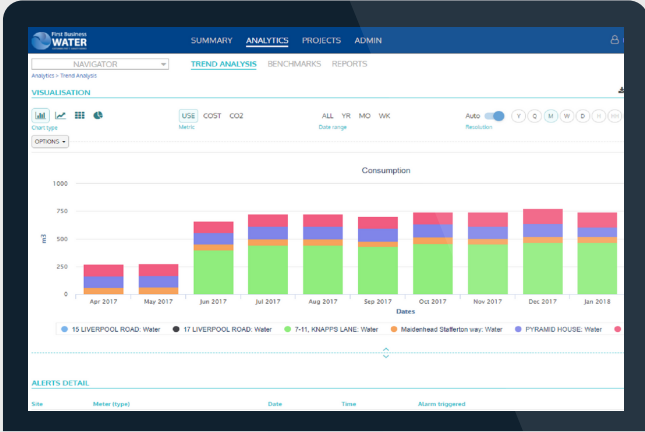 First Business
WATER
SUMMARY ANALYTICS PROJECTS ADMIN
NAVIGATOR
TREND ANALYSIS BENCHMARKS REPORTS
Analytics > Trend Analysis
VISUALISATION
USE COST CO2
ALL YR MO WK
Auto
Y Q M W D H
Chart type
Metric
Date range
Resolution
OPTIONS
Consumption
1000
750
500
250
0
m3
Apr 2017 May 2017 Jun 2017 Jul 2017 Aug 2017 Sep 2017 Oct 2017 Nov 2017 Dec 2017 Jan 2018
Dates
15 LIVERPOOL ROAD: Water 17 LIVERPOOL ROAD: Water 7-11, KNAPPS LANE: Water Maidenhead Stafferton way: Water PYRAMID HOUSE: Water
ALERTS DETAIL
Site Meter (type) Date Time Alarm triggered